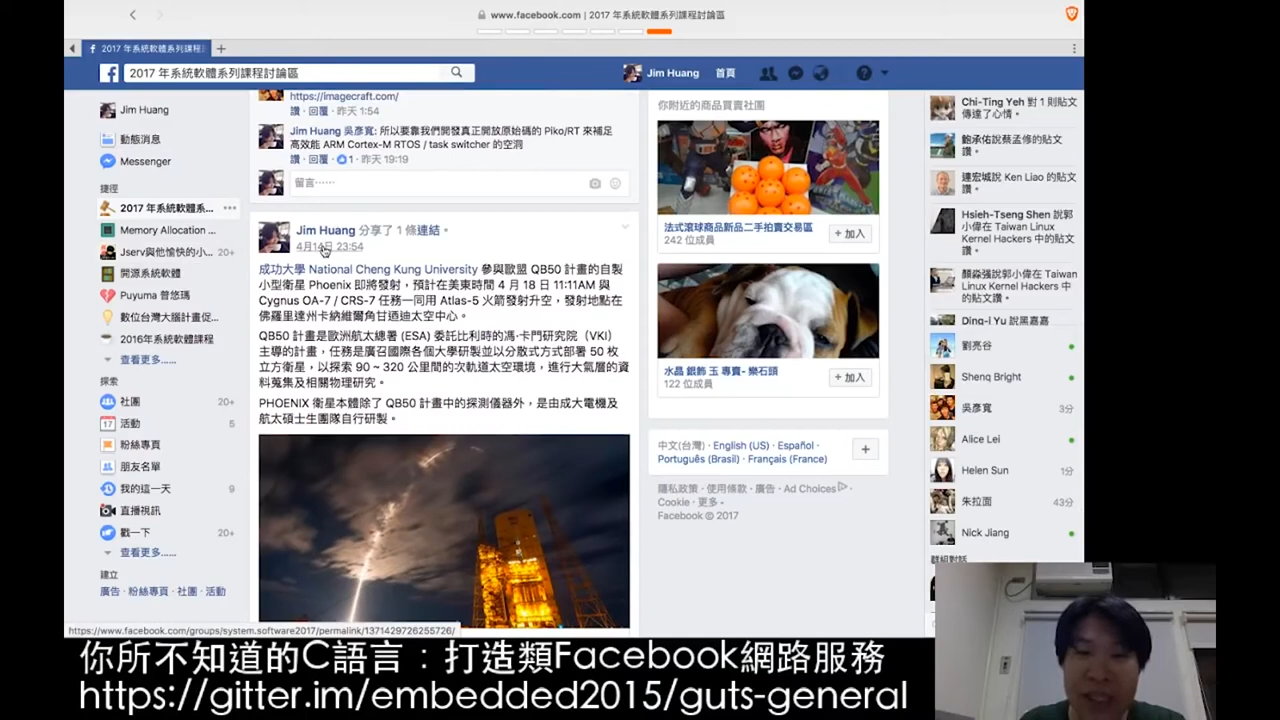 www.facebook.com | 2017 年系統軟體系列課程討論區
2017 年系統軟體系列課程
2017 年系統軟體系列課程討論區
Jim Huang
首頁
Jim Huang
動態消息
Messenger
捷徑
2017 年系統軟體系...
Memory Allocation ...
Jserv與他愉快的小... 20+
開源系統軟體
Puyuma 普悠瑪
數位台灣大腦計畫促...
2016年系統軟體課程
查看更多......
探索
社團 20+
活動 5
粉絲專頁
朋友名單
我的這一天 9
直播視訊
戳一下 20+
查看更多......
建立
廣告 · 粉絲專頁 · 社團 · 活動
https://imagecraft.com/
讚 · 回覆 · 昨天 1:54
Jim Huang 吳彥寬: 所以要靠我們開發真正開放原始碼的 Piko/RT 來補足
高效能 ARM Cortex-M RTOS / task switcher 的空洞
讚 · 回覆 · 1 · 昨天 19:19
留言⋯⋯
Jim Huang 分享了 1 條連結。
4月14日 23:54
成功大學 National Cheng Kung University 參與歐盟 QB50 計畫的自製
小型衛星 Phoenix 即將發射，預計在美東時間 4 月 18 日 11:11AM 與
Cygnus OA-7 / CRS-7 任務一同用 Atlas-5 火箭發射升空，發射地點在
佛羅里達州卡納維爾角甘迺迪太空中心。
QB50 計畫是歐洲航太總署 (ESA) 委託比利時的馮·卡門研究院（VKI）
主導的計畫，任務是廣召國際各個大學研製並以分散式方式部署 50 枚
立方衛星，以探索 90 ~ 320 公里間的次軌道太空環境，進行大氣層的資
料蒐集及相關物理研究。
PHOENIX 衛星本體除了 QB50 計畫中的探測儀器外，是由成大電機及
航太碩士生團隊自行研製。
你附近的商品買賣社團
法式滾球商品新品二手拍賣交易區
242 位成員
+ 加入
水晶 銀飾 玉 專賣- 樂石頭
122 位成員
+ 加入
中文(台灣) · English (US) · Español ·
Português (Brasil) · Français (France)
隱私政策 · 使用條款 · 廣告 · Ad Choices ·
Cookie · 更多
Facebook © 2017
Chi-Ting Yeh 對 1 則貼文
傳達了心情。
鮑承佑說蔡孟修的貼文
讚。
連宏城說 Ken Liao 的貼文
讚。
Hsieh-Tseng Shen 說郭
小偉在 Taiwan Linux
Kernel Hackers 的貼文
讚。
顏焱強說郭小偉在 Taiwan
Linux Kernel Hackers 的
貼文讚。
Ding-i Yu 說黑嘉嘉
劉亮谷
Shenq Bright
吳彥寬 3分
Alice Lei
Helen Sun 1分
朱拉面 43分
Nick Jiang
群組對話
https://www.facebook.com/groups/system.software2017/permalink/1371429726255726/
你所不知道的C語言：打造類Facebook網路服務
https://gitter.im/embedded2015/guts-general